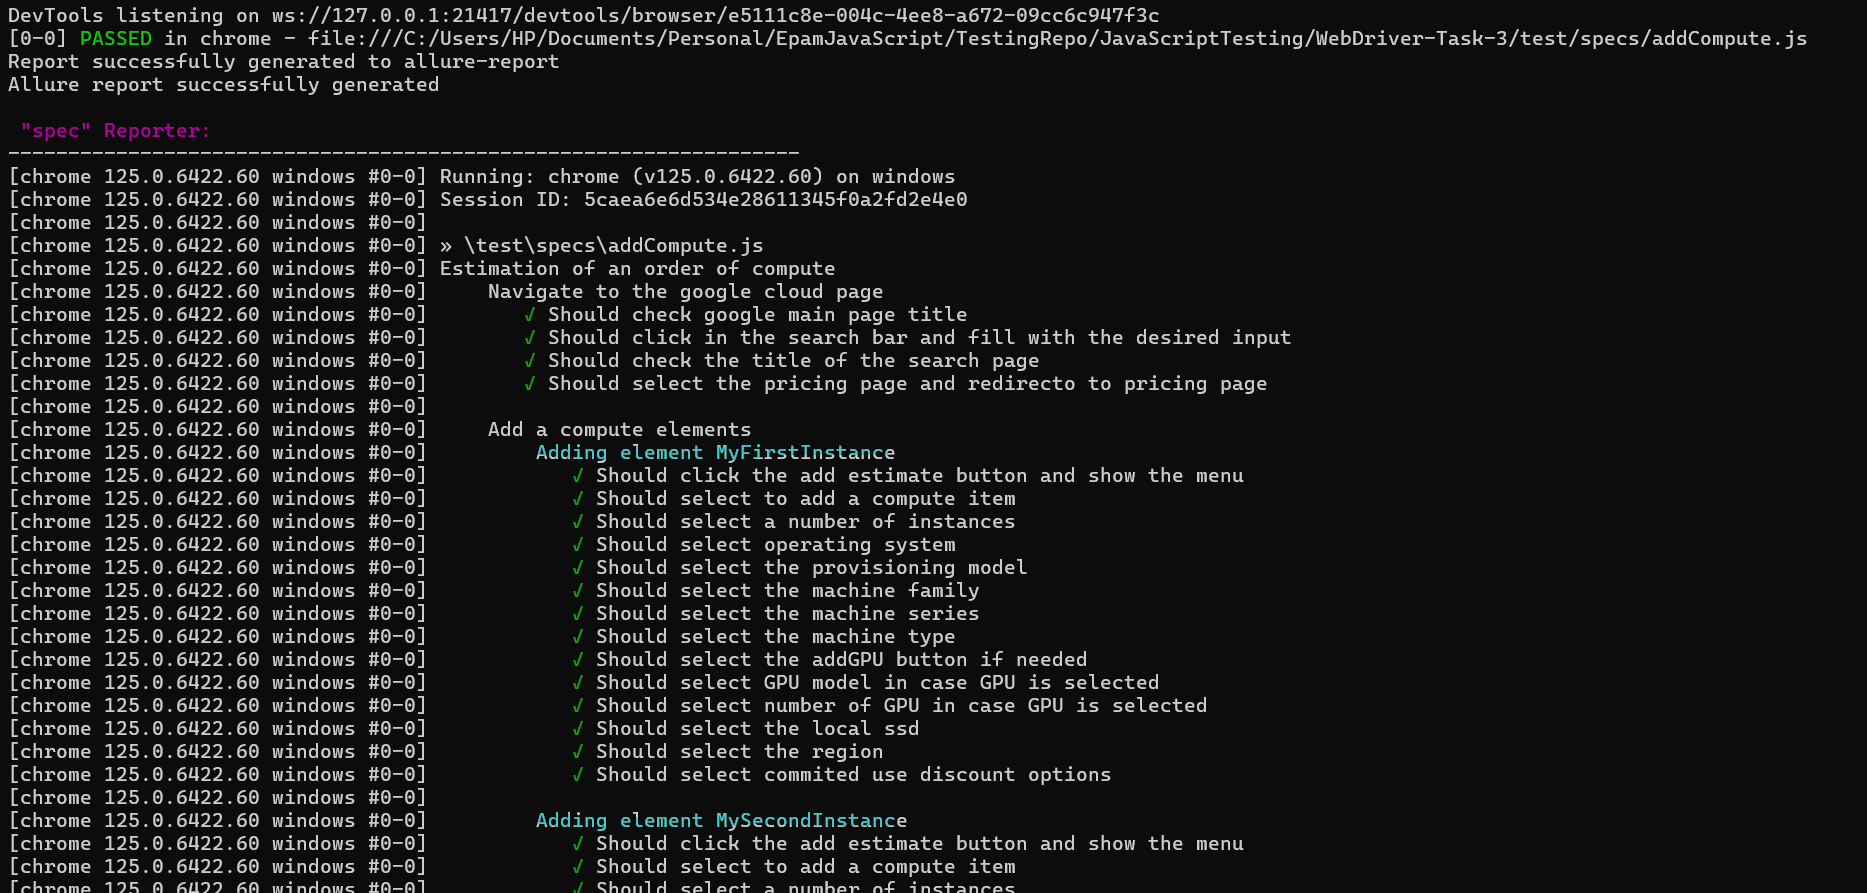 DevTools listening on ws://127.0.0.1:21417/devtools/browser/e5111c8e-004c-4ee8-a672-09cc6c947f3c
[0-0] PASSED in chrome - file:///C:/Users/HP/Documents/Personal/EpamJavaScript/TestingRepo/JavaScriptTesting/WebDriver-Task-3/test/specs/addCompute.js
Report successfully generated to allure-report
Allure report successfully generated
"spec" Reporter:
------------------------------------------------------------------
[chrome 125.0.6422.60 windows #0-0] Running: chrome (v125.0.6422.60) on windows
[chrome 125.0.6422.60 windows #0-0] Session ID: 5caea6e6d534e28611345f0a2fd2e4e0
[chrome 125.0.6422.60 windows #0-0]
[chrome 125.0.6422.60 windows #0-0] » \test\specs\addCompute.js
[chrome 125.0.6422.60 windows #0-0] Estimation of an order of compute
[chrome 125.0.6422.60 windows #0-0] Navigate to the google cloud page
[chrome 125.0.6422.60 windows #0-0] √ Should check google main page title
[chrome 125.0.6422.60 windows #0-0] √ Should click in the search bar and fill with the desired input
[chrome 125.0.6422.60 windows #0-0] √ Should check the title of the search page
[chrome 125.0.6422.60 windows #0-0] √ Should select the pricing page and redirecto to pricing page
[chrome 125.0.6422.60 windows #0-0]
[chrome 125.0.6422.60 windows #0-0] Add a compute elements
[chrome 125.0.6422.60 windows #0-0] Adding element MyFirstInstance
[chrome 125.0.6422.60 windows #0-0] √ Should click the add estimate button and show the menu
[chrome 125.0.6422.60 windows #0-0] √ Should select to add a compute item
[chrome 125.0.6422.60 windows #0-0] √ Should select a number of instances
[chrome 125.0.6422.60 windows #0-0] √ Should select operating system
[chrome 125.0.6422.60 windows #0-0] √ Should select the provisioning model
[chrome 125.0.6422.60 windows #0-0] √ Should select the machine family
[chrome 125.0.6422.60 windows #0-0] √ Should select the machine series
[chrome 125.0.6422.60 windows #0-0] √ Should select the machine type
[chrome 125.0.6422.60 windows #0-0] √ Should select the addGPU button if needed
[chrome 125.0.6422.60 windows #0-0] √ Should select GPU model in case GPU is selected
[chrome 125.0.6422.60 windows #0-0] √ Should select number of GPU in case GPU is selected
[chrome 125.0.6422.60 windows #0-0] √ Should select the local ssd
[chrome 125.0.6422.60 windows #0-0] √ Should select the region
[chrome 125.0.6422.60 windows #0-0] √ Should select commited use discount options
[chrome 125.0.6422.60 windows #0-0]
[chrome 125.0.6422.60 windows #0-0] Adding element MySecondInstance
[chrome 125.0.6422.60 windows #0-0] √ Should click the add estimate button and show the menu
[chrome 125.0.6422.60 windows #0-0] √ Should select to add a compute item
[chrome 125.0.6422.60 windows #0-0] √ Should select a number of instances